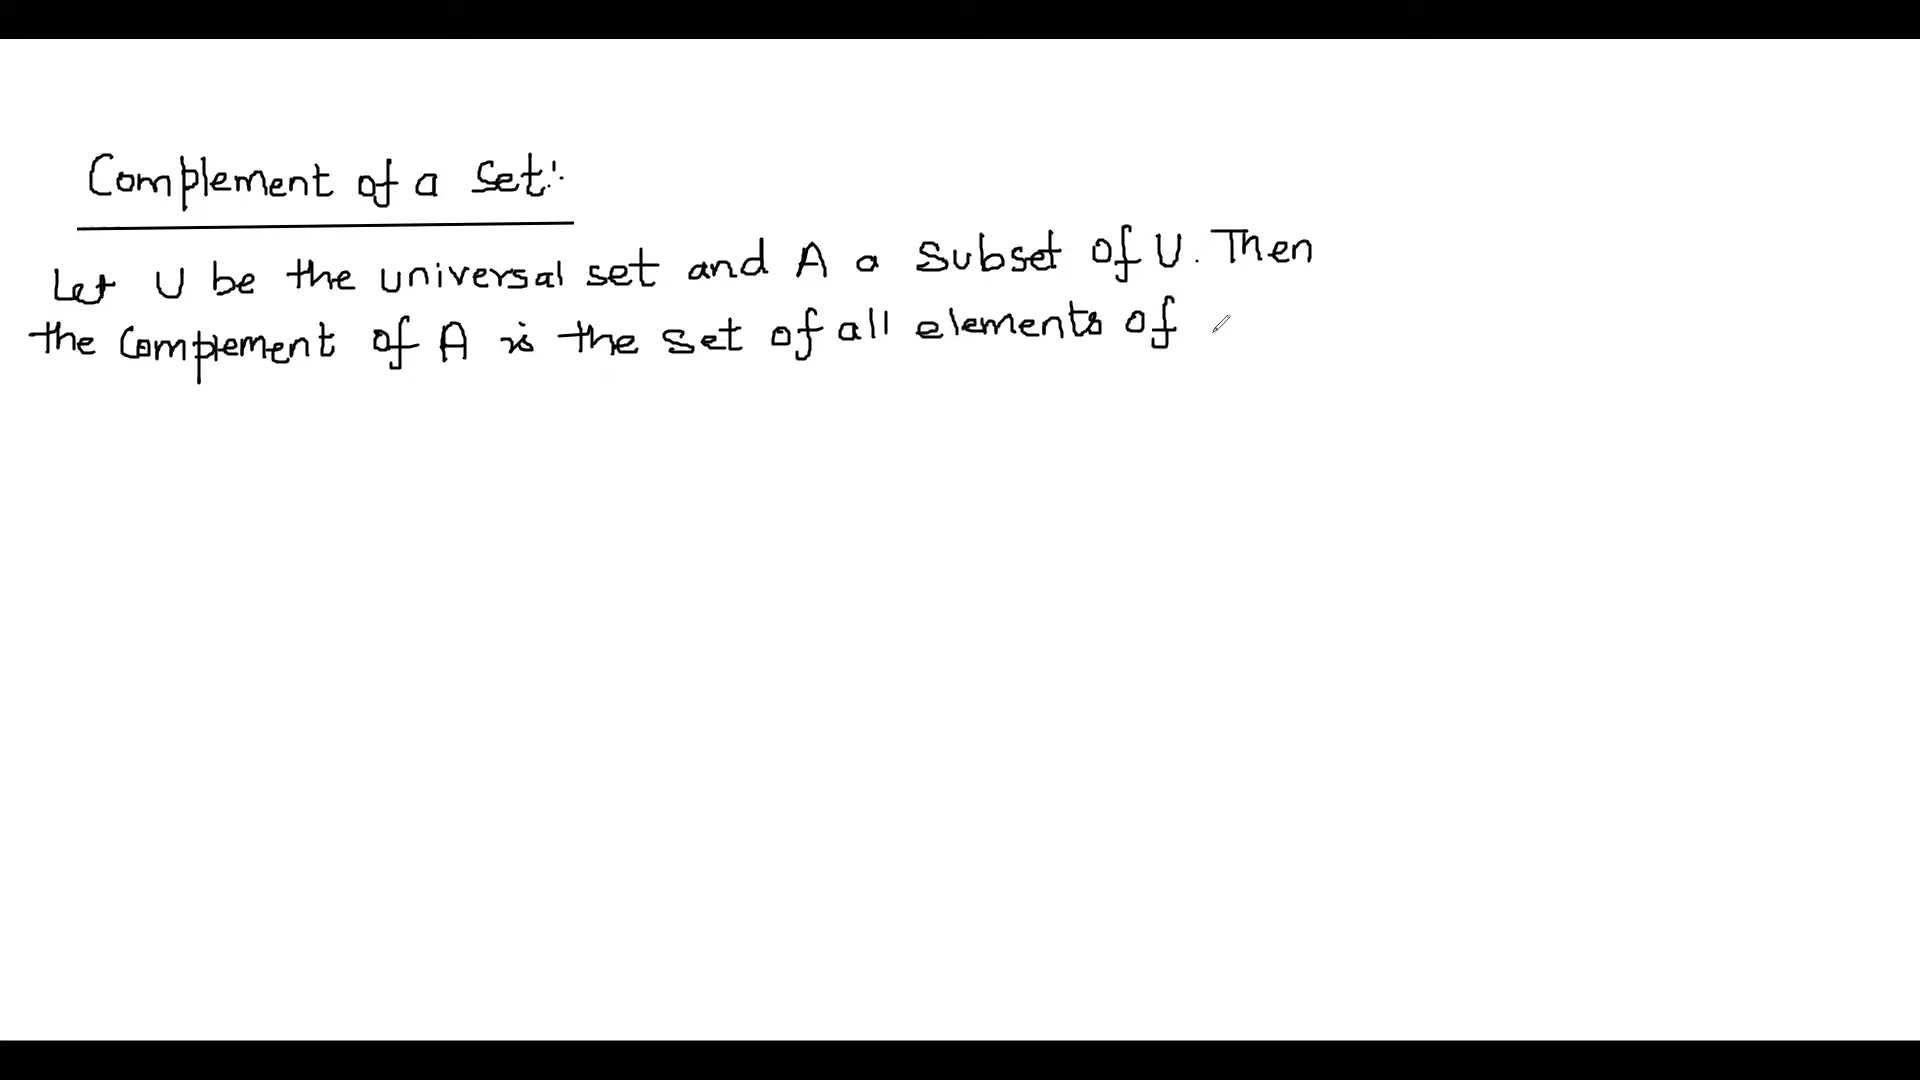 Complement of a set:
Let U be the universal set and A a subset of U. Then
the complement of A is the set of all elements of